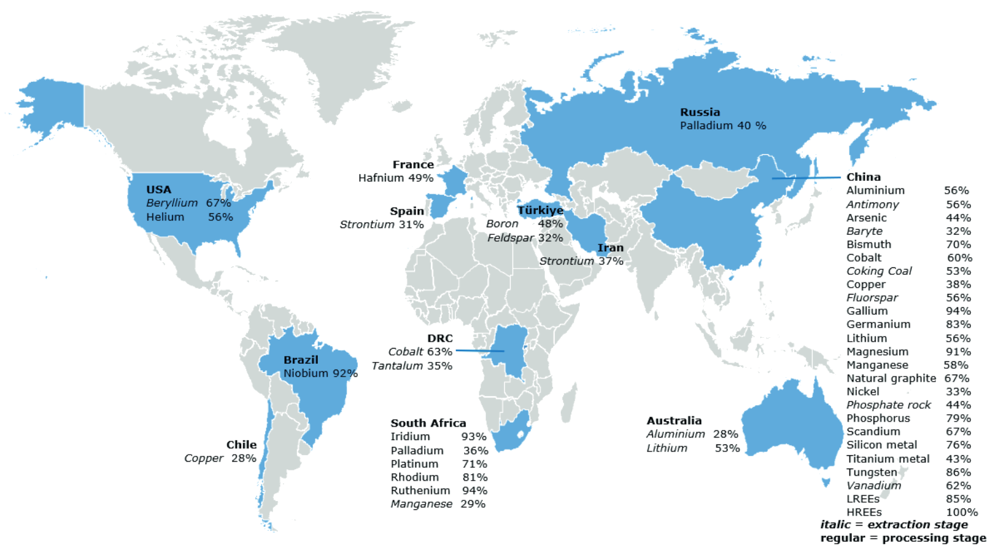 Russia
Palladium 40 %
France
Hafnium 49%
USA
Beryllium 67%
Helium 56%
Spain
Strontium 31%
Türkiye
Boron 48%
Feldspar 32%
Iran
Strontium 37%
China
Aluminium 56%
Antimony 56%
Arsenic 44%
Baryte 32%
Bismuth 70%
Cobalt 60%
Coking Coal 53%
Copper 38%
Fluorspar 56%
Gallium 94%
Germanium 83%
Lithium 56%
Magnesium 91%
Manganese 58%
Natural graphite 67%
Nickel 33%
Phosphate rock 44%
Phosphorus 79%
Scandium 67%
Silicon metal 76%
Titanium metal 43%
Tungsten 86%
Vanadium 62%
LREEs 85%
HREEs 100%
DRC
Cobalt 63%
Tantalum 35%
Brazil
Niobium 92%
South Africa
Iridium 93%
Palladium 36%
Platinum 71%
Rhodium 81%
Ruthenium 94%
Manganese 29%
Australia
Aluminium 28%
Lithium 53%
Chile
Copper 28%
italic = extraction stage
regular = processing stage